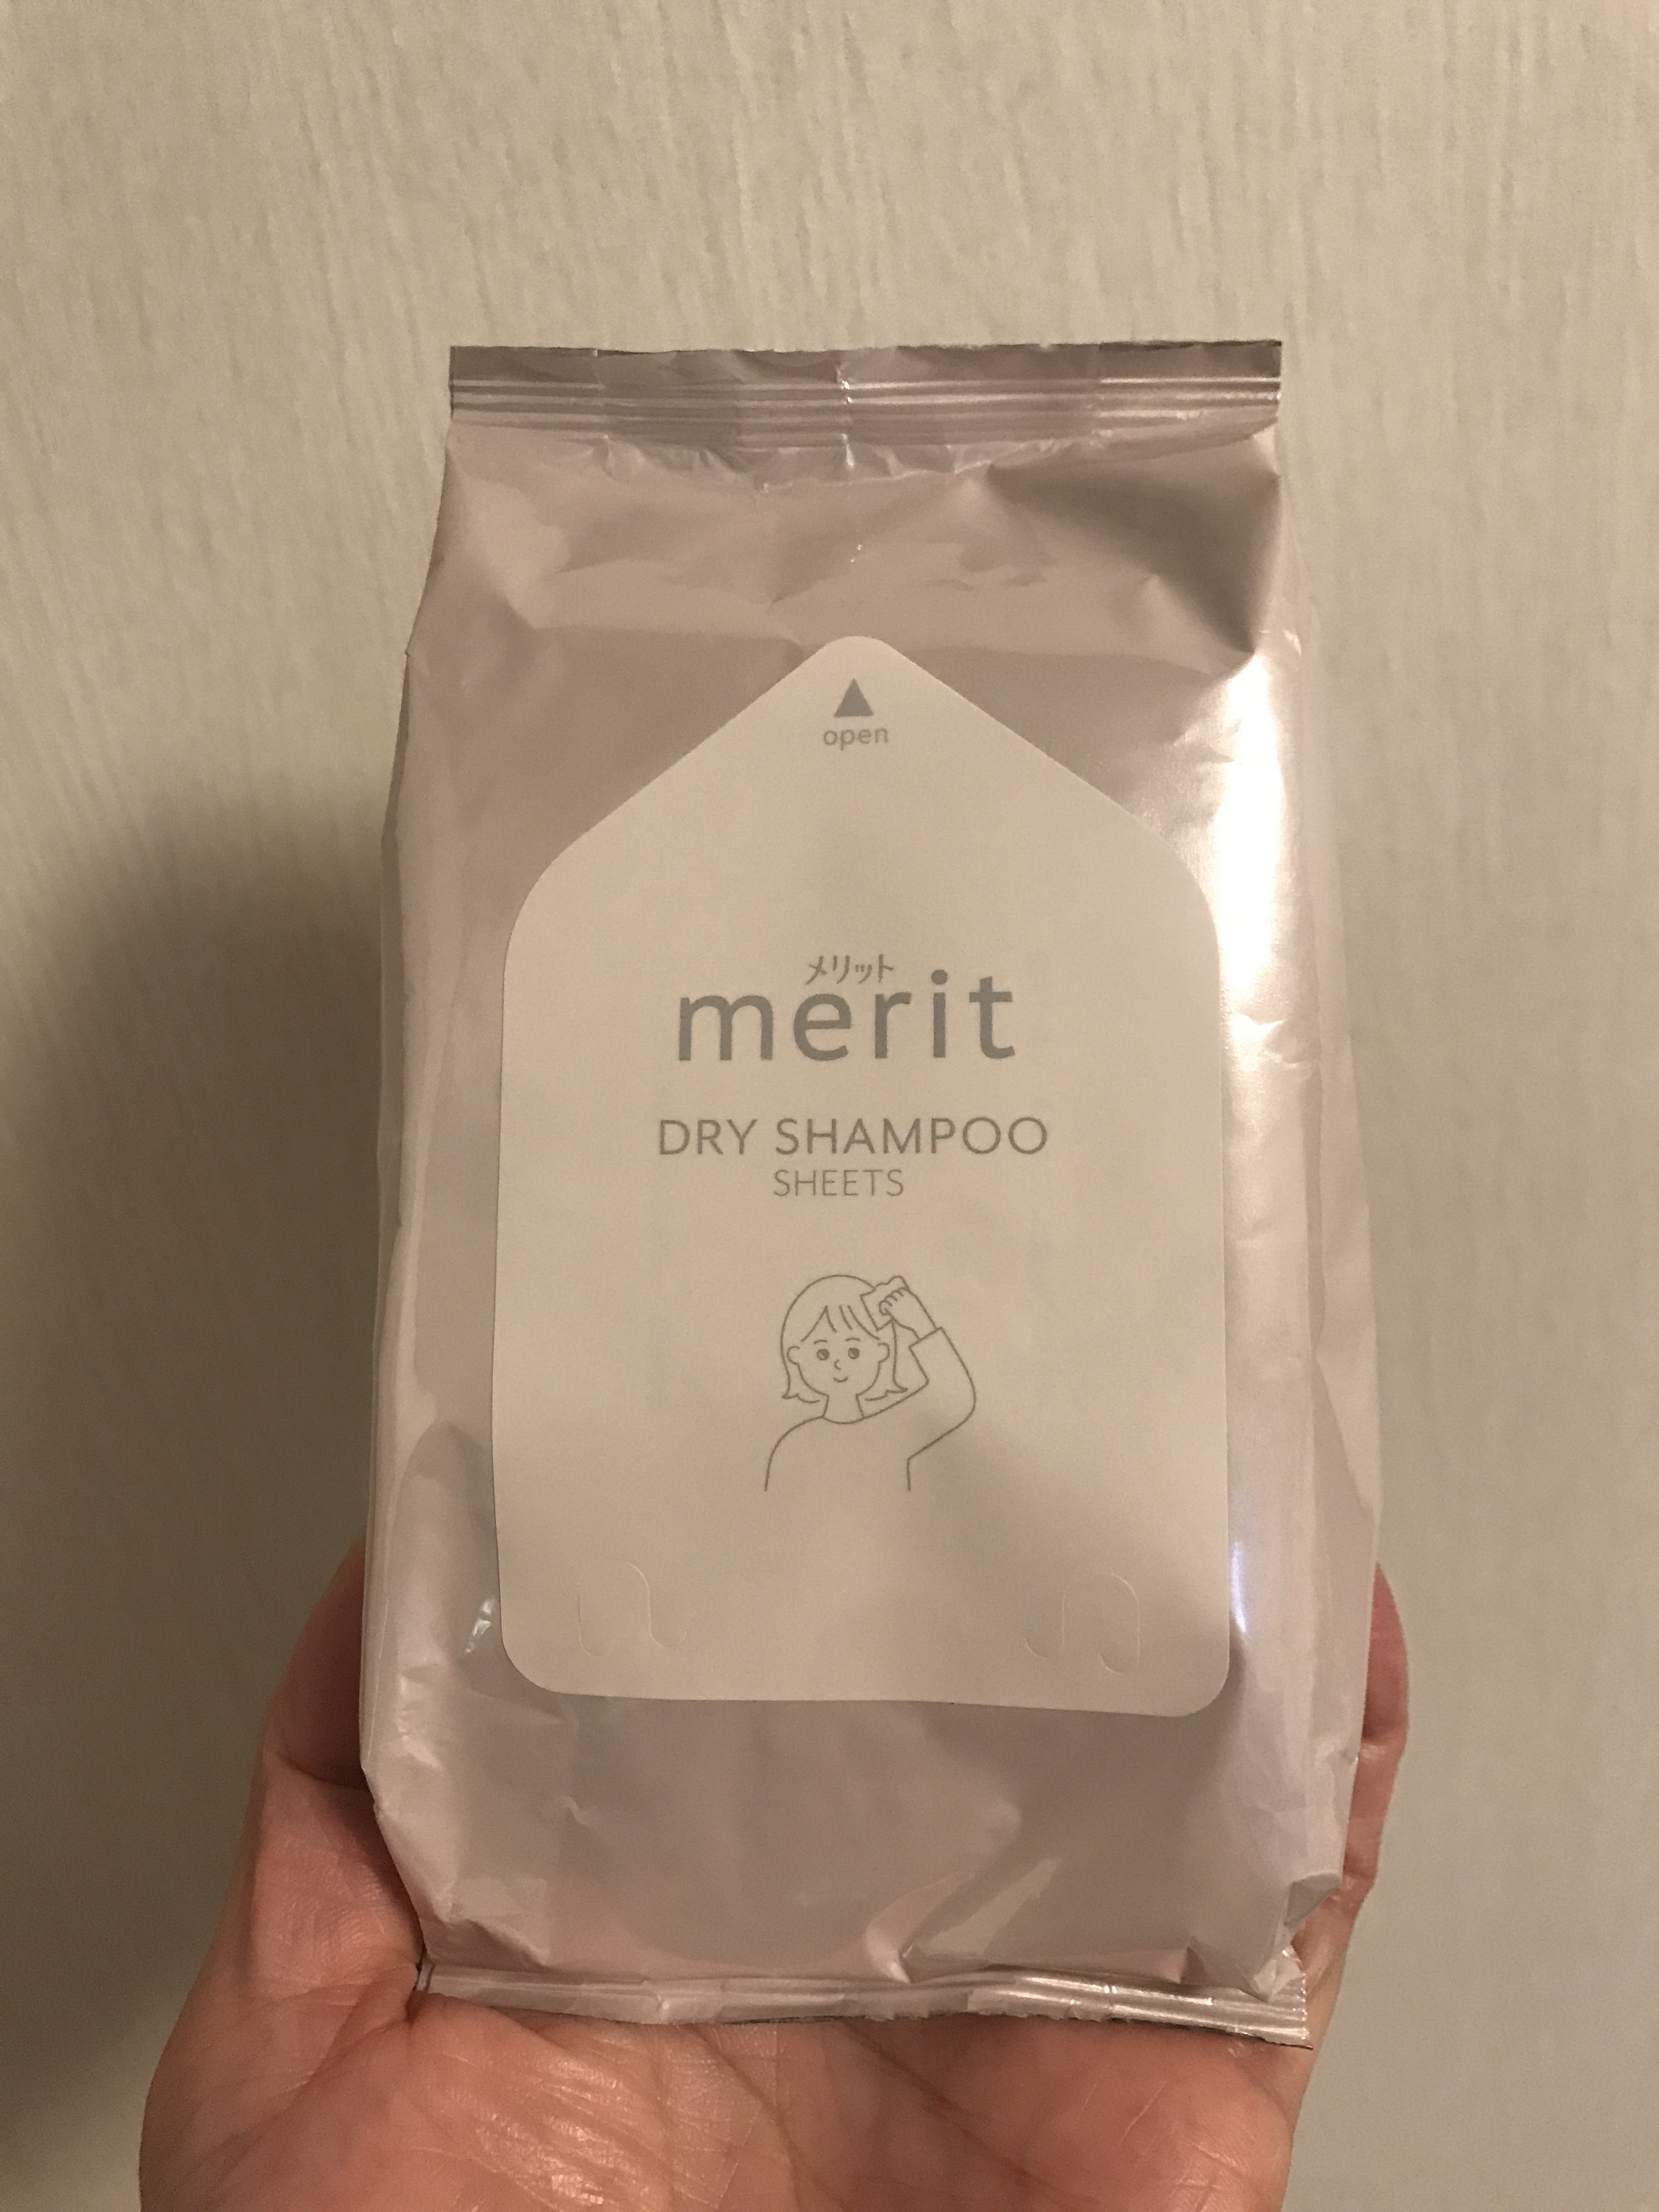 ▲
open
メリット
merit
DRY SHAMPOO
SHEETS